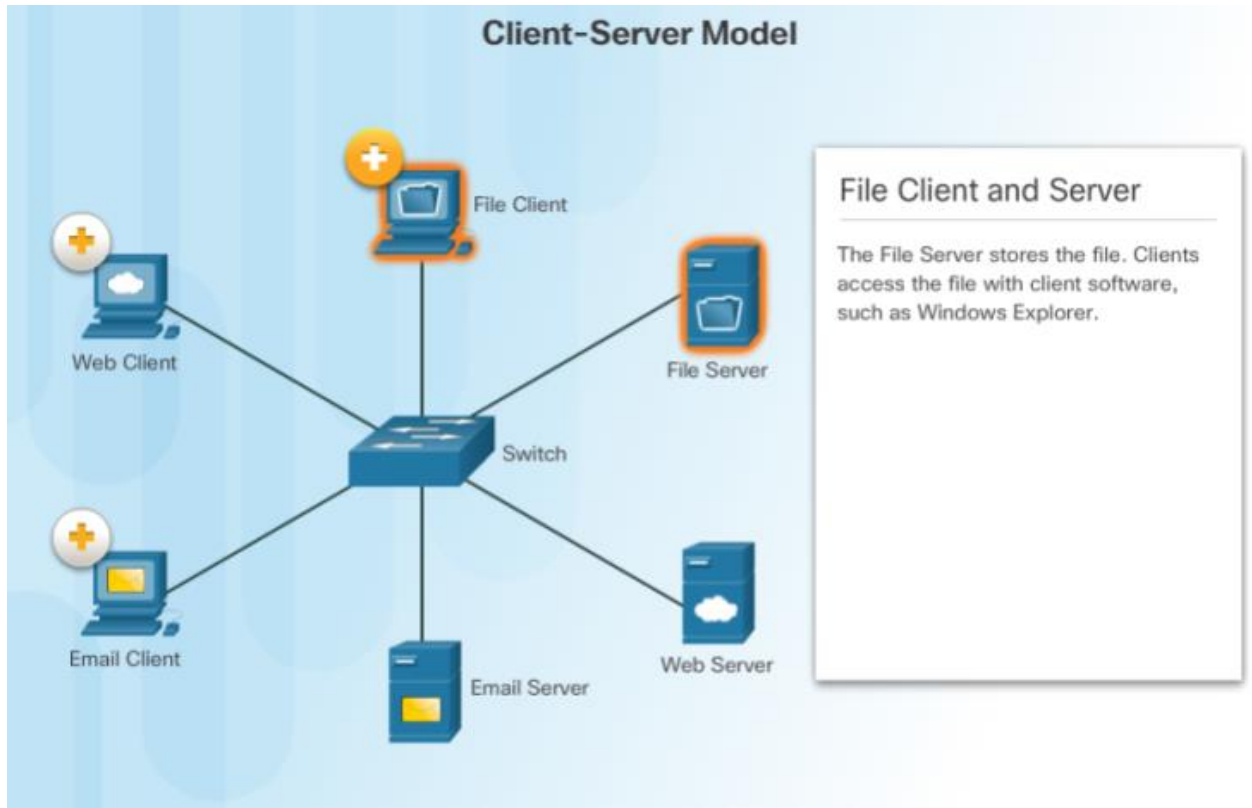 Client-Server Model
File Client
Web Client
File Server
Switch
Email Client
Email Server
Web Server
File Client and Server
The File Server stores the file. Clients
access the file with client software,
such as Windows Explorer.